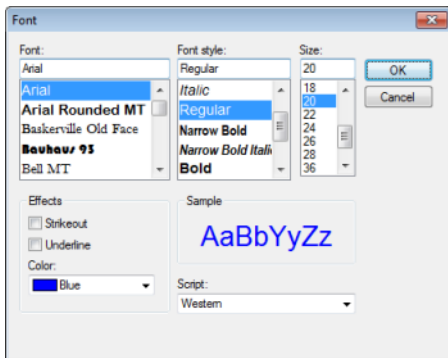 Font
Font: Font style: Size:
Arial Regular 20
OK
Cancel
Arial
Arial Rounded MT
Baskerville Old Face
Bauhaus 93
Bell MT
Italic
Regular
Narrow Bold
Narrow Bold Italic
Bold
18
20
22
24
26
28
36
Effects
Strikeout
Underline
Color:
Blue
Sample
AaBbYyZz
Script:
Western